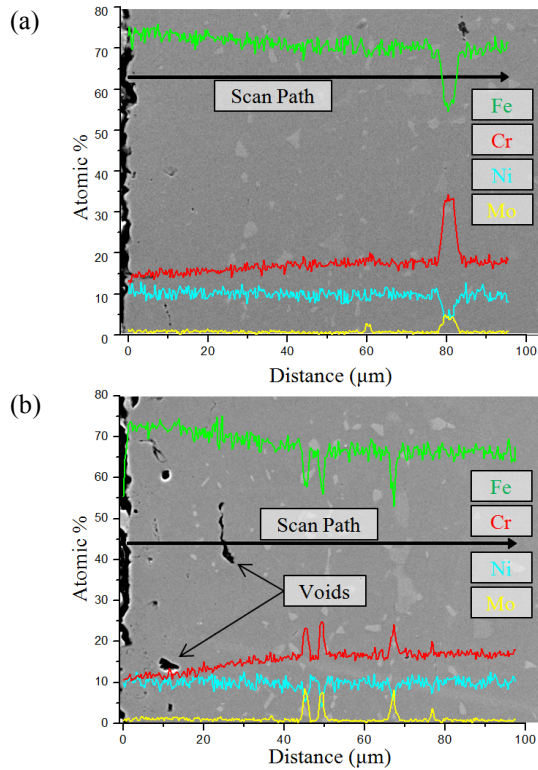 (a)
80
70
60
50
40
30
20
10
0
Atomic %
Scan Path
Fe
Cr
Ni
Mo
0 20 40 60 80 100
Distance (µm)
(b)
80
70
60
50
40
30
20
10
0
Atomic %
Fe
Scan Path
Cr
Ni
Voids
Mo
0 20 40 60 80 100
Distance (µm)